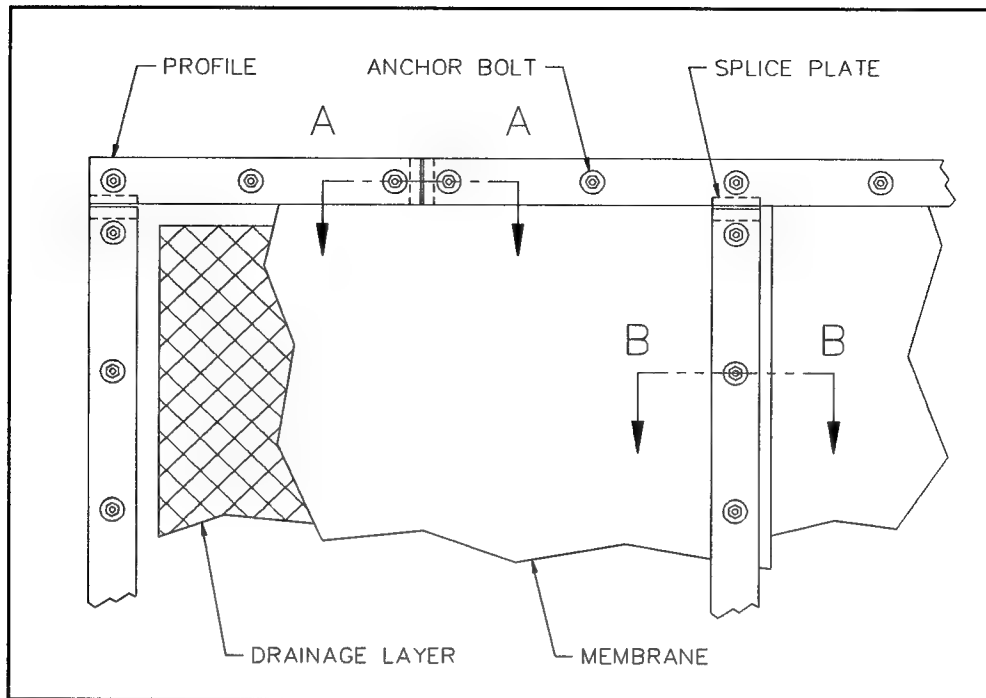 PROFILE
ANCHOR BOLT
SPLICE PLATE
A
A
B
B
DRAINAGE LAYER
MEMBRANE